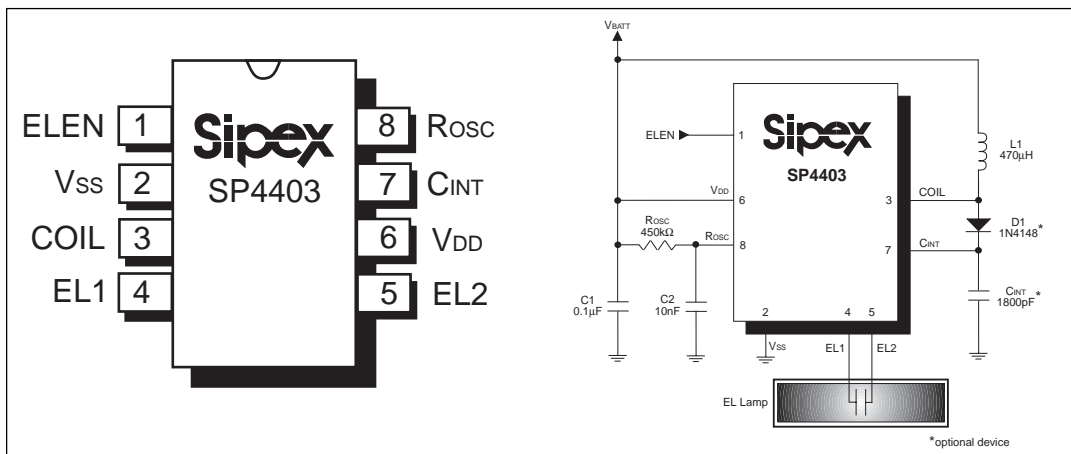 ELEN 1
VSS 2
COIL 3
EL1 4
Sipex
SP4403
8 ROSC
7 CINT
6 VDD
5 EL2
VBATT
ELEN
1
Sipex
SP4403
L1
470µH
VDD
6
3
COIL
ROSC
450kΩ
ROSC
8
D1
1N4148*
7
CINT
C1
0.1µF
C2
10nF
CINT
1800pF*
2
4
5
VSS
EL1
EL2
EL Lamp
*optional device